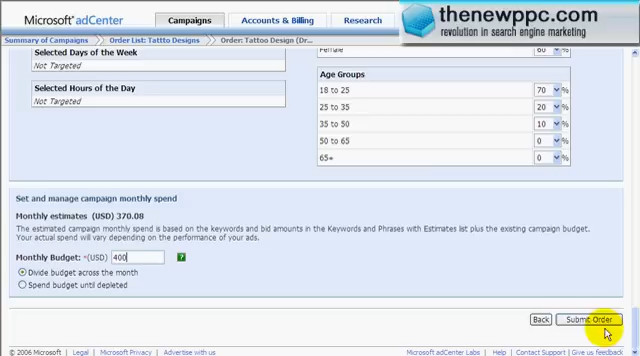 Microsoft® adCenter
Campaigns
Accounts & Billing
Research
thenewppc.com
revolution in search engine marketing
Summary of Campaigns
Order List: Tattto Designs
Order: Tattoo Design (Dr...
Selected Days of the Week
Not Targeted
Selected Hours of the Day
Not Targeted
Female 60 %
Age Groups
18 to 25 70 %
25 to 35 20 %
35 to 50 10 %
50 to 65 0 %
65+ 0 %
Set and manage campaign monthly spend
Monthly estimates (USD) 370.08
The estimated campaign monthly spend is based on the keywords and bid amounts in the Keywords and Phrases with Estimates list plus the existing campaign budget.
Your actual spend will vary depending on the performance of your ads.
Monthly Budget: *(USD) 400 ?
Divide budget across the month
Spend budget until depleted
Back Submit Order
© 2006 Microsoft | Legal | Microsoft Privacy | Advertise with us
Microsoft adCenter Labs | Help | Contact Support | Give us feedback